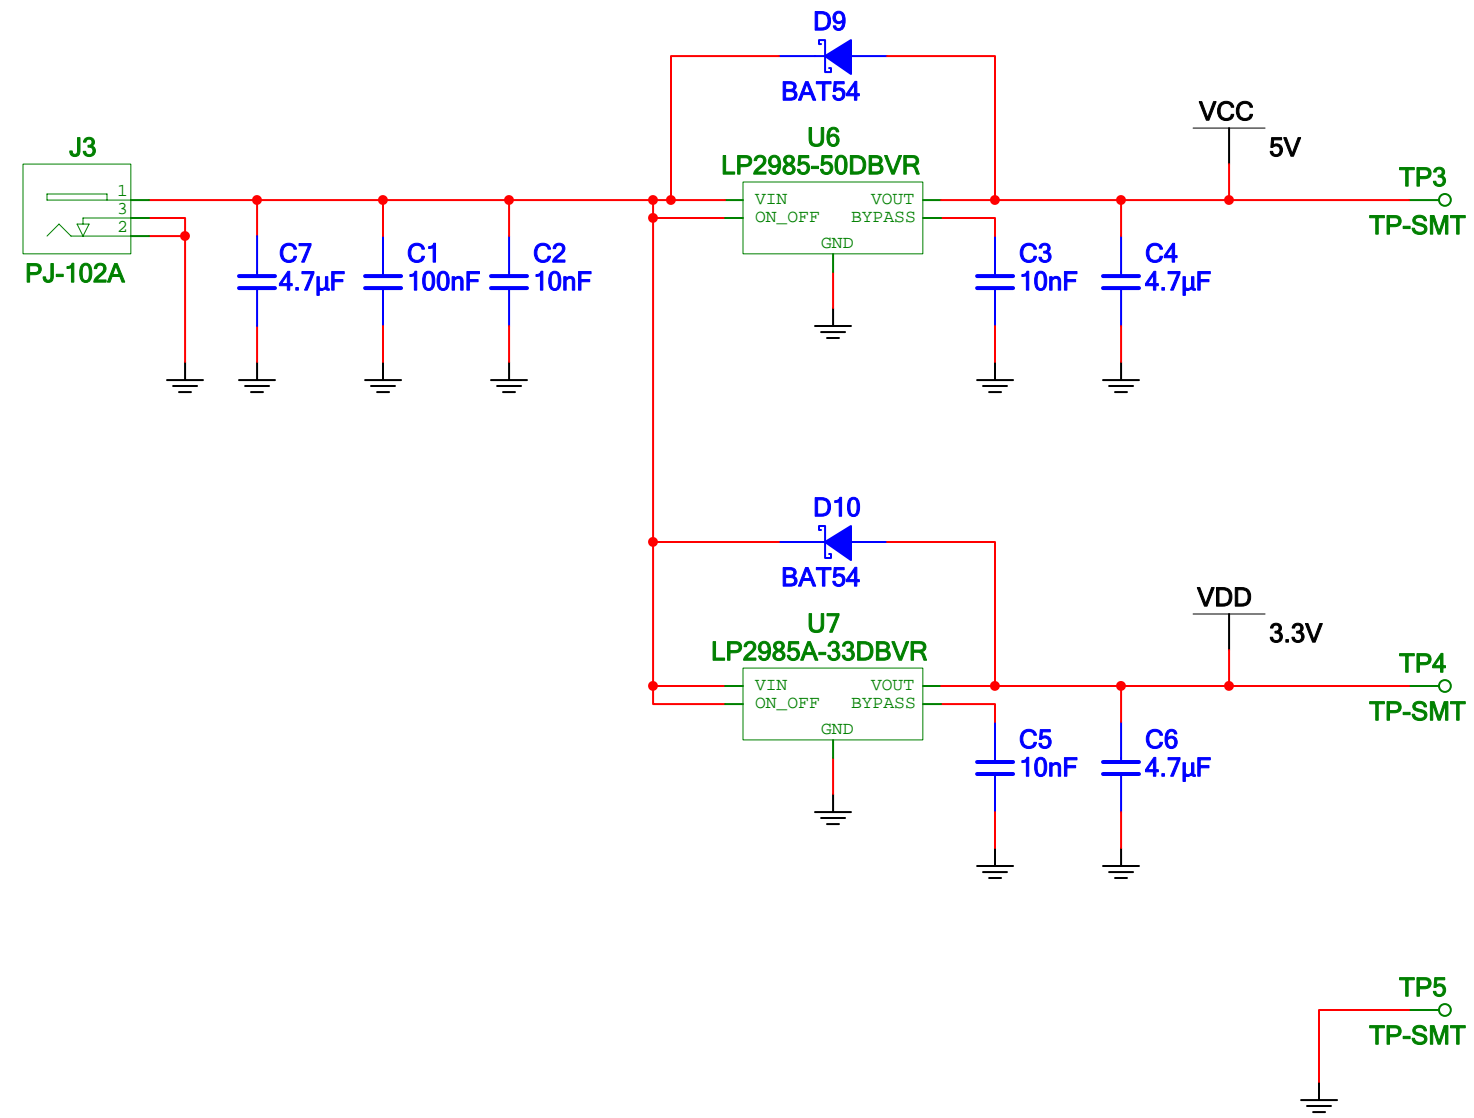 D9
BAT54
VCC
5V
J3
U6
LP2985-50DBVR
TP3
TP-SMT
1
3
2
PJ-102A
VIN
VOUT
ON_OFF
BYPASS
GND
C7
4.7µF
C1
100nF
C2
10nF
C3
10nF
C4
4.7µF
D10
BAT54
VDD
3.3V
U7
LP2985A-33DBVR
TP4
TP-SMT
VIN
VOUT
ON_OFF
BYPASS
GND
C5
10nF
C6
4.7µF
TP5
TP-SMT